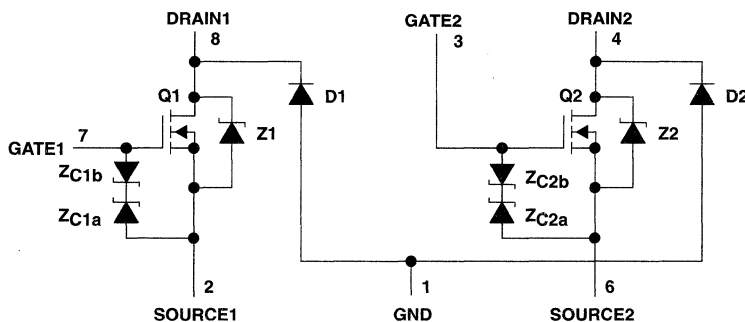 DRAIN1
8
GATE2
3
DRAIN2
4
Q1
D1
Q2
D2
GATE1
7
Z1
Z2
ZC1b
ZC1a
ZC2b
ZC2a
2
SOURCE1
1
GND
6
SOURCE2